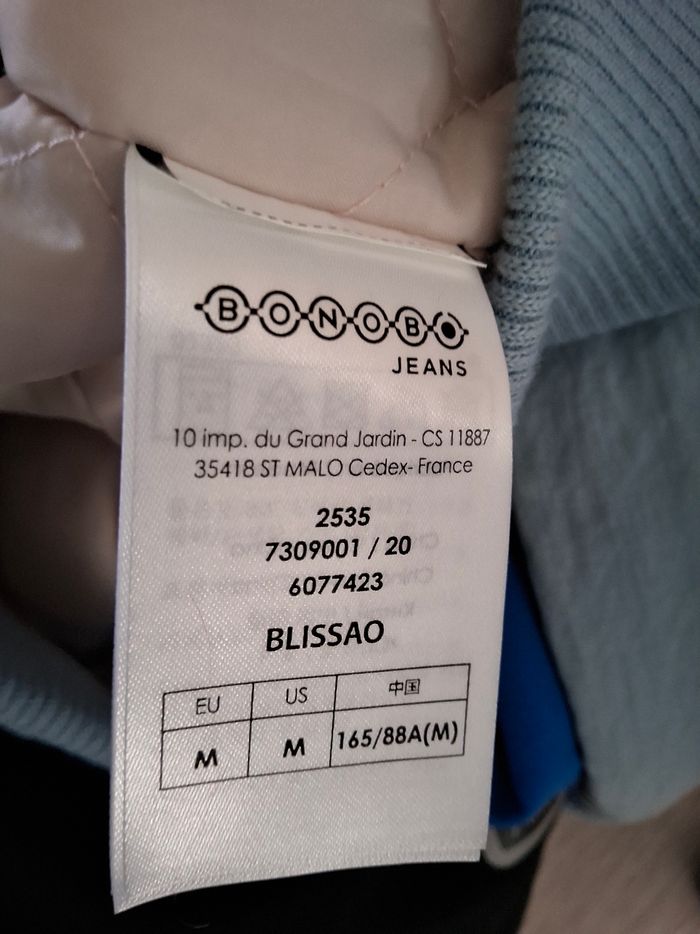 BONOBO
JEANS
10 imp. du Grand Jardin - CS 11887
35418 ST MALO Cedex- France
2535
7309001 / 20
6077423
BLISSAO
EU US 中国
M M 165/88A(M)